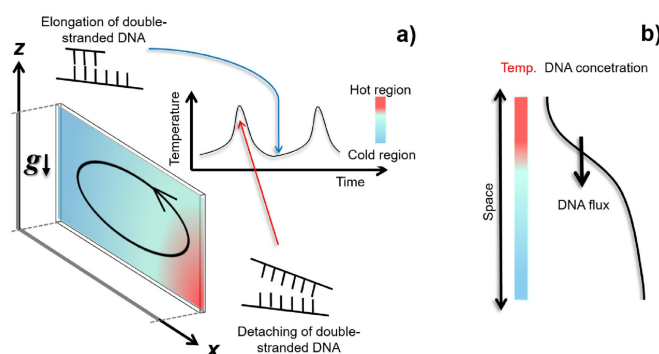 Elongation of double-
stranded DNA
a)
z
g
x
Temperature
Hot region
Cold region
Time
Detaching of double-
stranded DNA
b)
Temp. DNA concetration
Space
DNA flux